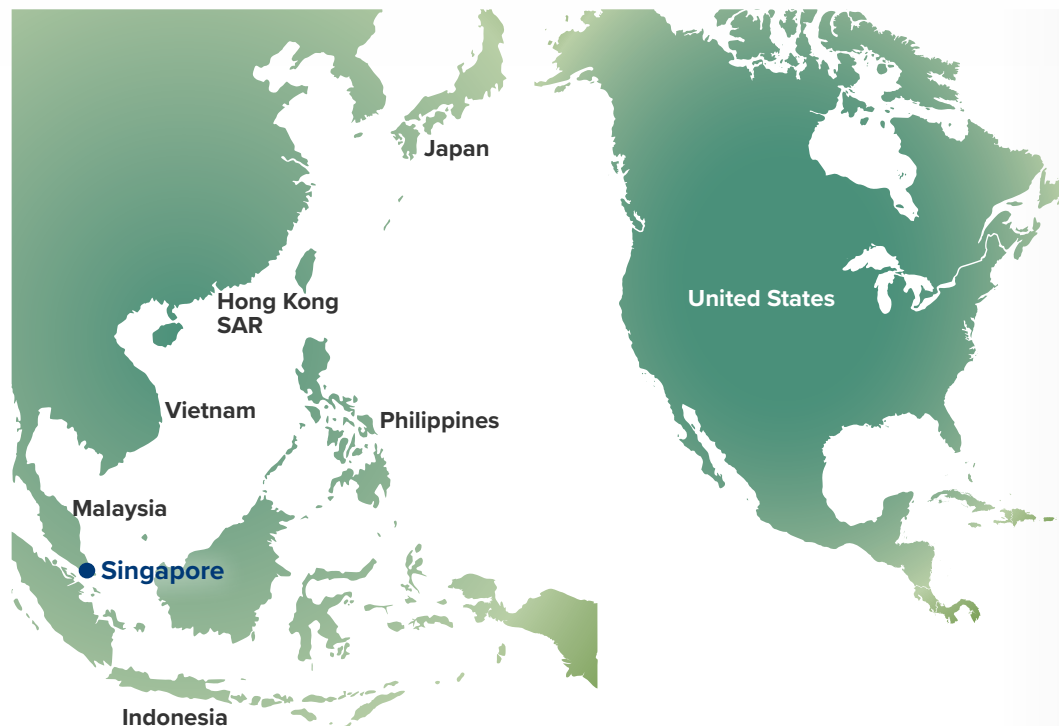 Japan
Hong Kong
SAR
United States
Vietnam
Philippines
Malaysia
Singapore
Indonesia